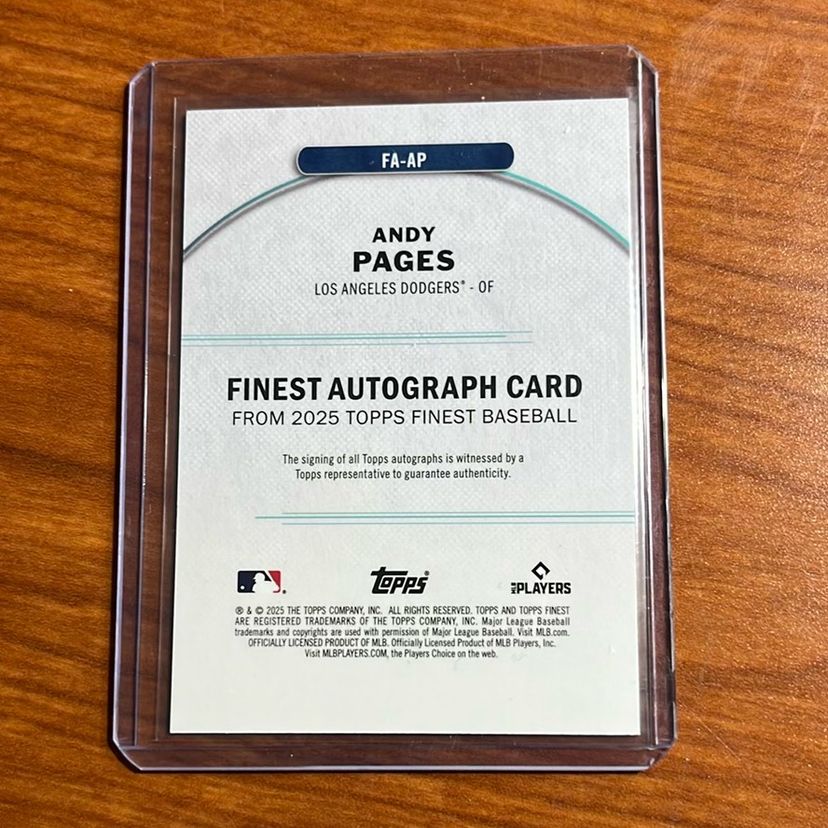 FA-AP
ANDY
PAGES
LOS ANGELES DODGERS® - OF
FINEST AUTOGRAPH CARD
FROM 2025 TOPPS FINEST BASEBALL
The signing of all Topps autographs is witnessed by a
Topps representative to guarantee authenticity.
Topps®
MLB PLAYERS
® & © 2025 THE TOPPS COMPANY, INC. ALL RIGHTS RESERVED. TOPPS AND TOPPS FINEST
ARE REGISTERED TRADEMARKS OF THE TOPPS COMPANY, INC. Major League Baseball
trademarks and copyrights are used with permission of Major League Baseball. Visit MLB.com.
OFFICIALLY LICENSED PRODUCT OF MLB. Officially Licensed Product of MLB Players, Inc.
Visit MLBPLAYERS.COM, the Players Choice on the web.